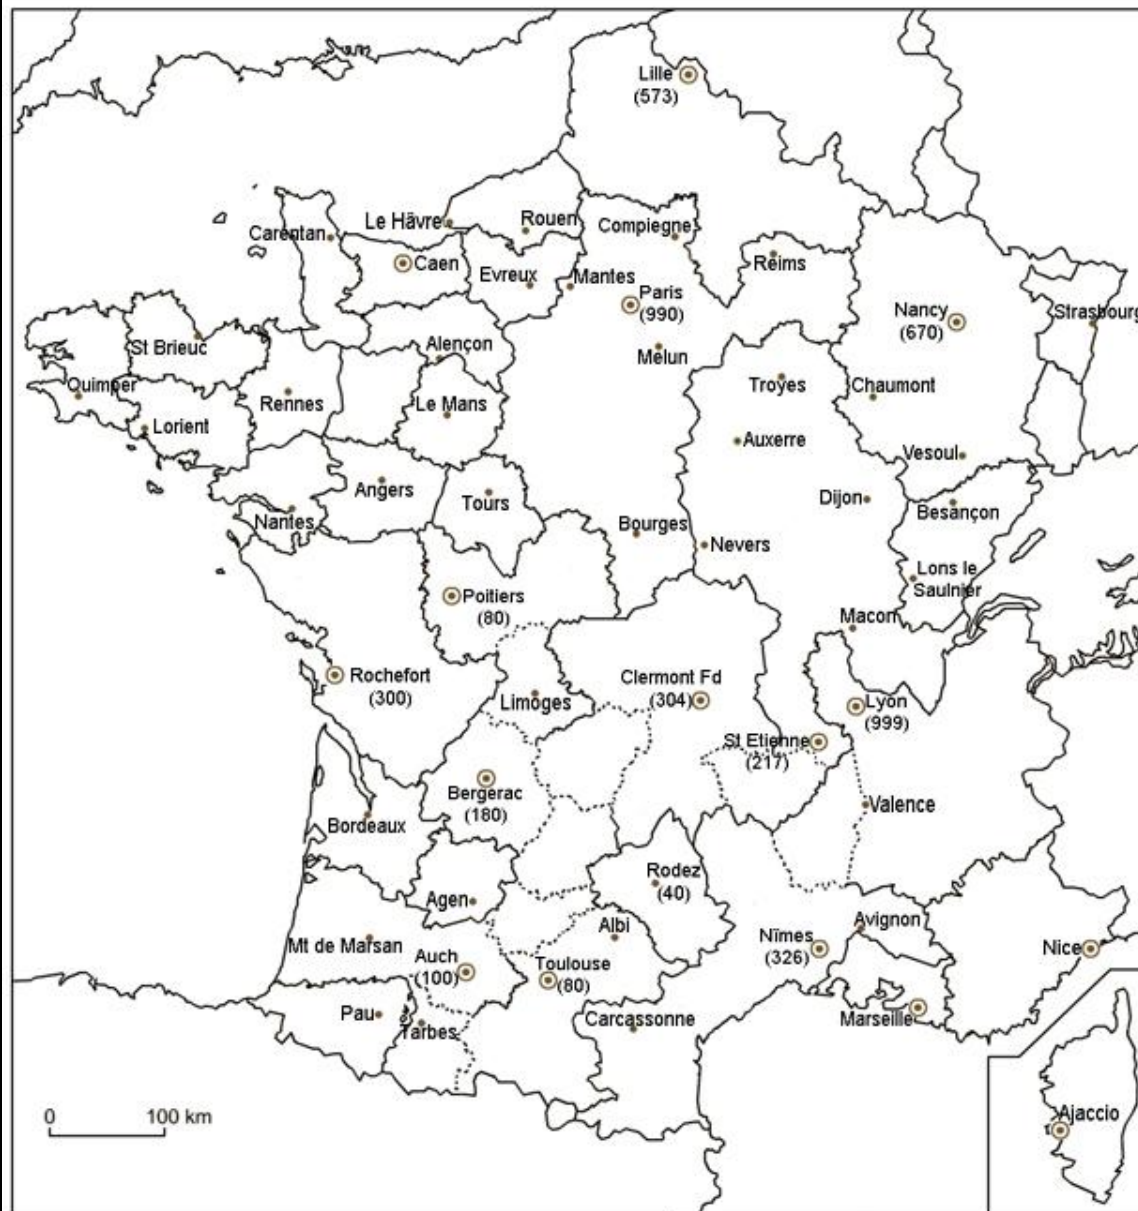 Lille
(573)
Le Hâvre
Rouen
Compiegne
Carentan
Caen
Evreux
Mantes
Reims
Paris
(990)
Nancy
(670)
Strasbourg
St Brieuc
Alençon
Melun
Troyes
Chaumont
Quimper
Rennes
Le Mans
Lorient
Auxerre
Vesoul
Angers
Tours
Dijon
Besançon
Nantes
Bourges
Nevers
Lons le
Saulnier
Poitiers
(80)
Macon
Rochefort
(300)
Limoges
Clermont Fd
(304)
Lyon
(999)
St Etienne
(217)
Bergerac
(180)
Valence
Bordeaux
Rodez
(40)
Agen
Albi
Avignon
Mt de Marsan
Auch
(100)
Toulouse
(80)
Nîmes
(326)
Nice
Pau
Tarbes
Carcassonne
Marseille
0 100 km
Ajaccio